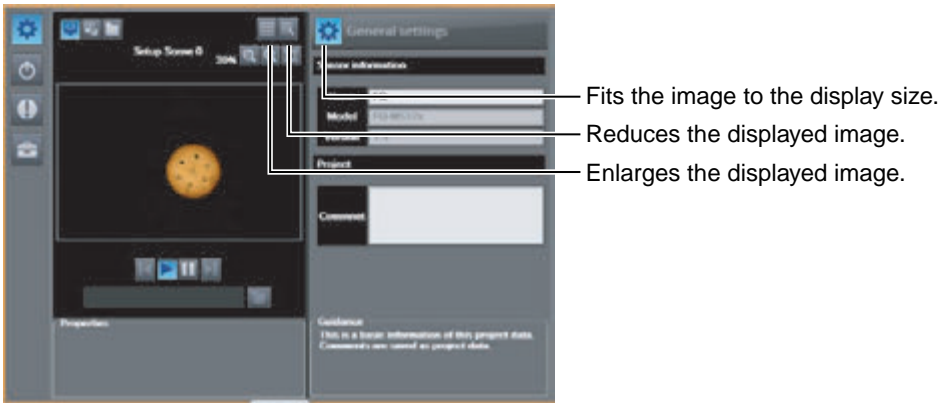 General settings
Setup Scene 0
39%
Sensor information
Model
Project
Comment
Properties
Guidance
This is a basic information of this project data.
Comments are saved as project data.
Fits the image to the display size.
Reduces the displayed image.
Enlarges the displayed image.